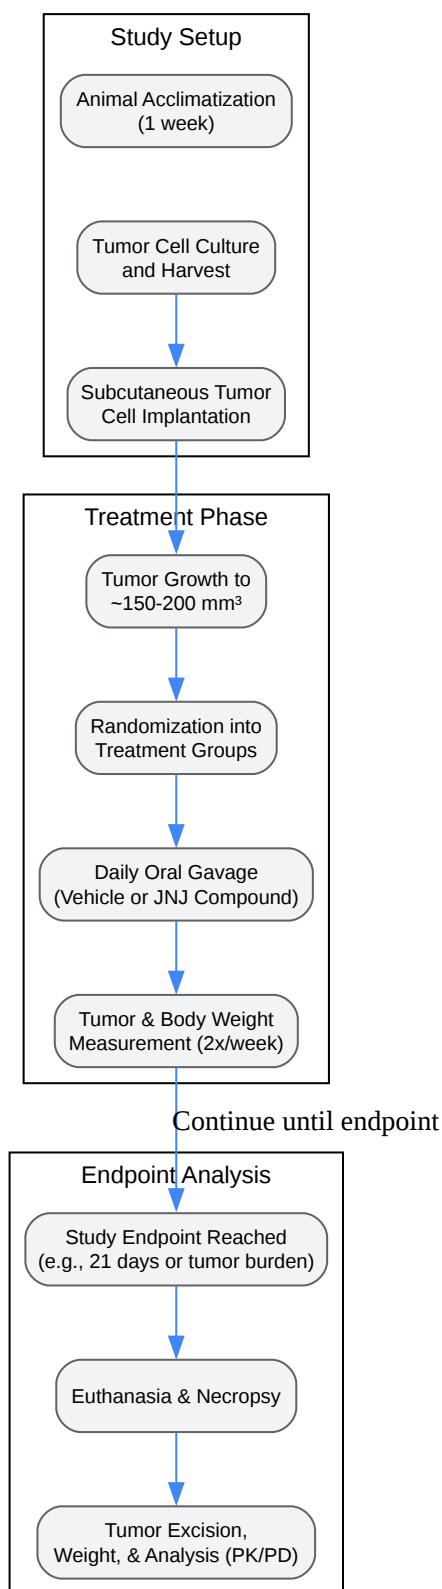 Study Setup
Animal Acclimatization
(1 week)
Tumor Cell Culture
and Harvest
Subcutaneous Tumor
Cell Implantation
Treatment Phase
Tumor Growth to
~150-200 mm³
Randomization into
Treatment Groups
Daily Oral Gavage
(Vehicle or JNJ Compound)
Tumor & Body Weight
Measurement (2x/week)
Continue until endpoint
Endpoint Analysis
Study Endpoint Reached
(e.g., 21 days or tumor burden)
Euthanasia & Necropsy
Tumor Excision,
Weight, & Analysis (PK/PD)